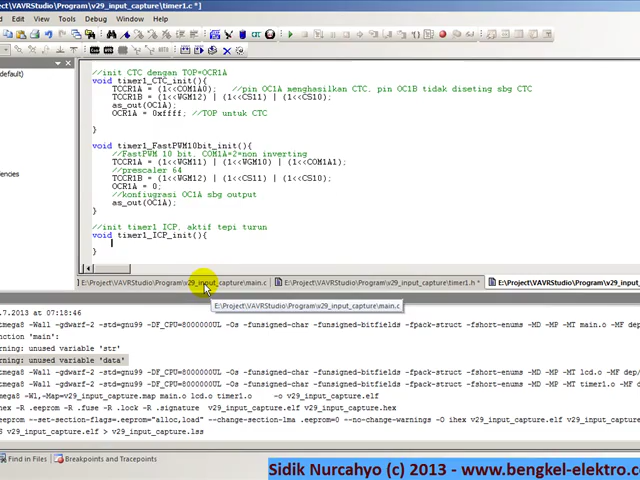 ect\VAVRStudio\Program\v29_input_capture\timer1.c *]
Edit View Tools Debug Window Help
default)
encies
//init CTC dengan TOP=OCR1A
void timer1_CTC_init(){
TCCR1A = (1<<COM1A0); //pin OC1A menghasilkan CTC, pin OC1B tidak diseting sbg CTC
TCCR1B = (1<<WGM12) | (1<<CS11) | (1<<CS10);
as_out(OC1A);
OCR1A = 0xffff; //TOP untuk CTC
}
void timer1_FastPWM10bit_init(){
//FastPWM 10 bit, COM1A=2=non inverting
TCCR1A = (1<<WGM11) | (1<<WGM10) | (1<<COM1A1);
//prescaler 64
TCCR1B = (1<<WGM12) | (1<<CS11) | (1<<CS10);
OCR1A = 0;
//konfiugrasi OC1A sbg output
as_out(OC1A);
}
//init timer1 ICP, aktif tepi turun
void timer1_ICP_init(){
}
E:\Project\VAVRStudio\Program\v29_input_capture\main.c
E:\Project\VAVRStudio\Program\v29_input_capture\timer1.h *
E:\Project\VAVRStudio\Program\v29_inpu
E:\Project\VAVRStudio\Program\v29_input_capture\main.c
.7.2013 at 07:18:46
tmega8 -Wall -gdwarf-2 -std=gnu99 -DF_CPU=8000000UL -Os -funsigned-char -funsigned-bitfields -fpack-struct -fshort-enums -MD -MP -MT main.o -MF dep
nction 'main':
rning: unused variable 'str'
rning: unused variable 'data'
tmega8 -Wall -gdwarf-2 -std=gnu99 -DF_CPU=8000000UL -Os -funsigned-char -funsigned-bitfields -fpack-struct -fshort-enums -MD -MP -MT lcd.o -MF dep/
tmega8 -Wall -gdwarf-2 -std=gnu99 -DF_CPU=8000000UL -Os -funsigned-char -funsigned-bitfields -fpack-struct -fshort-enums -MD -MP -MT timer1.o -MF d
mega8 -Wl,-Map=v29_input_capture.map main.o lcd.o timer1.o -o v29_input_capture.elf
hex -R .eeprom -R .fuse -R .lock -R .signature v29_input_capture.elf v29_input_capture.hex
eeprom --set-section-flags=.eeprom="alloc,load" --change-section-lma .eeprom=0 --no-change-warnings -O ihex v29_input_capture.elf v29_input_capture
S v29_input_capture.elf > v29_input_capture.lss
Find in Files Breakpoints and Tracepoints
Sidik Nurcahyo (c) 2013 - www.bengkel-elektro.c